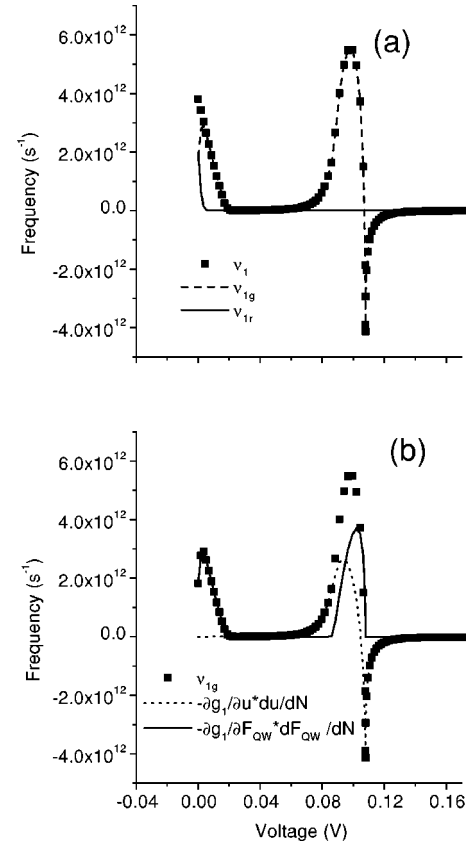 (a)
6.0x10¹²
4.0x10¹²
2.0x10¹²
0.0
-2.0x10¹²
-4.0x10¹²
Frequency (s⁻¹)
ν₁
ν₁g
ν₁r
(b)
6.0x10¹²
4.0x10¹²
2.0x10¹²
0.0
-2.0x10¹²
-4.0x10¹²
Frequency (s⁻¹)
ν₁g
-∂g₁/∂u*du/dN
-∂g₁/∂F_QW*dF_QW/dN
-0.04 0.00 0.04 0.08 0.12 0.16
Voltage (V)